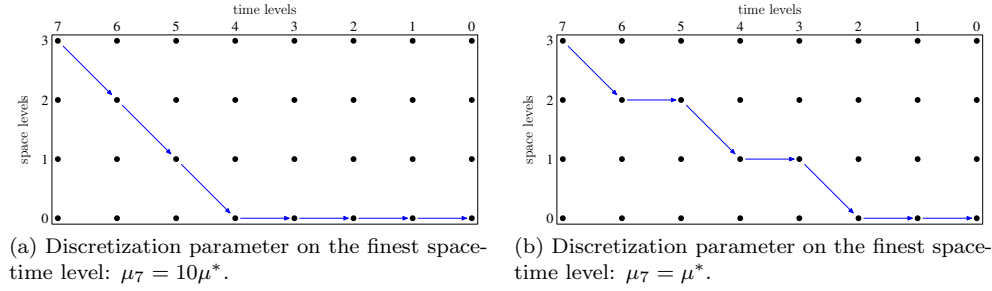 time levels
7 6 5 4 3 2 1 0
3
2
1
0
space levels
(a) Discretization parameter on the finest space-
time level: μ₇ = 10μ*.
time levels
7 6 5 4 3 2 1 0
3
2
1
0
space levels
(b) Discretization parameter on the finest space-
time level: μ₇ = μ*.